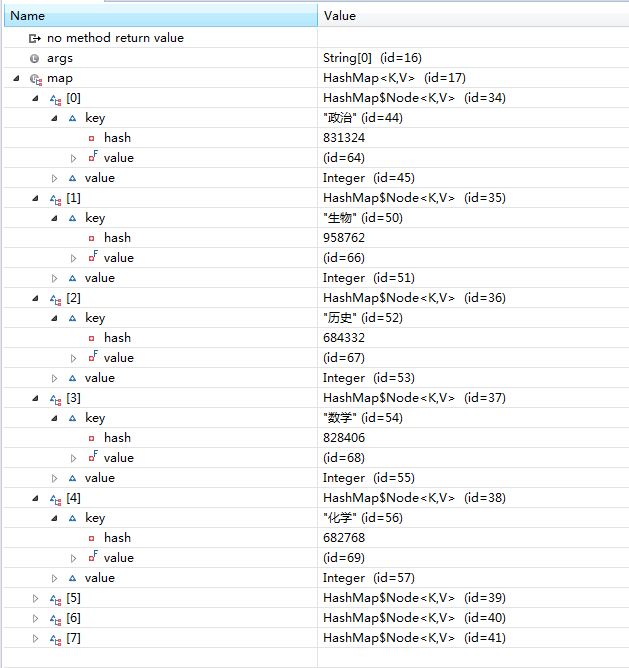 Name Value
no method return value
args String[0] (id=16)
map HashMap<K,V> (id=17)
[0] HashMap$Node<K,V> (id=34)
key "政治" (id=44)
hash 831324
value (id=64)
value Integer (id=45)
[1] HashMap$Node<K,V> (id=35)
key "生物" (id=50)
hash 958762
value (id=66)
value Integer (id=51)
[2] HashMap$Node<K,V> (id=36)
key "历史" (id=52)
hash 684332
value (id=67)
value Integer (id=53)
[3] HashMap$Node<K,V> (id=37)
key "数学" (id=54)
hash 828406
value (id=68)
value Integer (id=55)
[4] HashMap$Node<K,V> (id=38)
key "化学" (id=56)
hash 682768
value (id=69)
value Integer (id=57)
[5] HashMap$Node<K,V> (id=39)
[6] HashMap$Node<K,V> (id=40)
[7] HashMap$Node<K,V> (id=41)